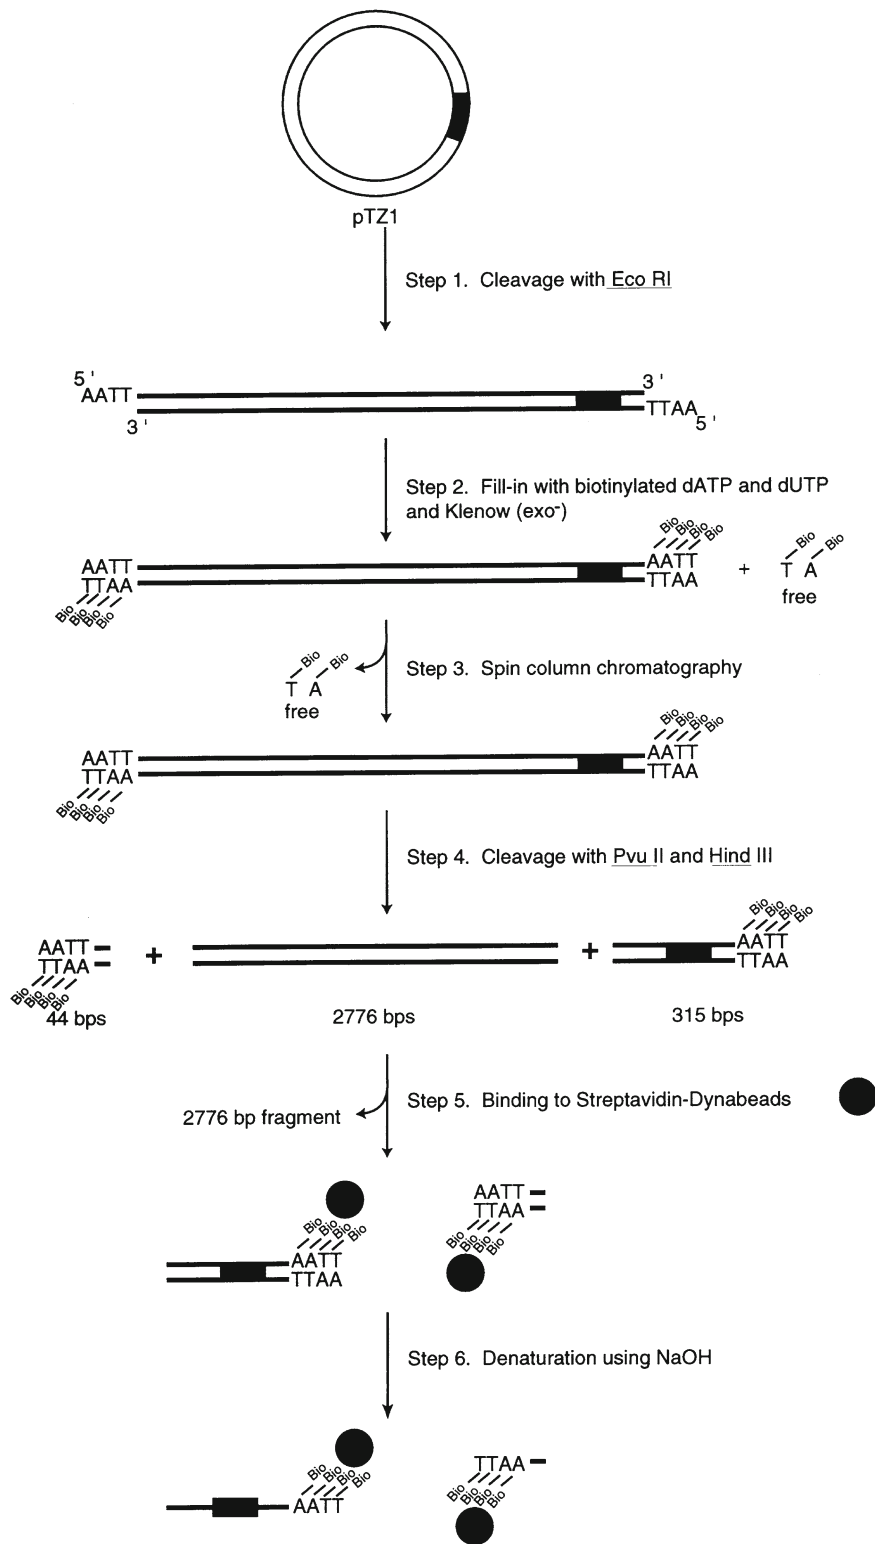 pTZ1
Step 1. Cleavage with Eco RI
5 '
3 '
AATT
TTAA
3 '
5 '
Step 2. Fill-in with biotinylated dATP and dUTP
and Klenow (exo-)
Bio Bio Bio Bio
Bio Bio
AATT
AATT
+
T A
TTAA
TTAA
free
Bio Bio Bio Bio
Bio Bio
Step 3. Spin column chromatography
T A
free
Bio Bio Bio Bio
AATT
AATT
TTAA
TTAA
Bio Bio Bio Bio
Step 4. Cleavage with Pvu II and Hind III
Bio Bio Bio Bio
AATT
+
+
AATT
TTAA
TTAA
Bio Bio Bio Bio
44 bps
2776 bps
315 bps
Step 5. Binding to Streptavidin-Dynabeads
2776 bp fragment
AATT
TTAA
Bio Bio Bio Bio
Bio Bio Bio Bio
AATT
TTAA
Step 6. Denaturation using NaOH
TTAA
Bio Bio Bio Bio
Bio Bio Bio Bio
AATT